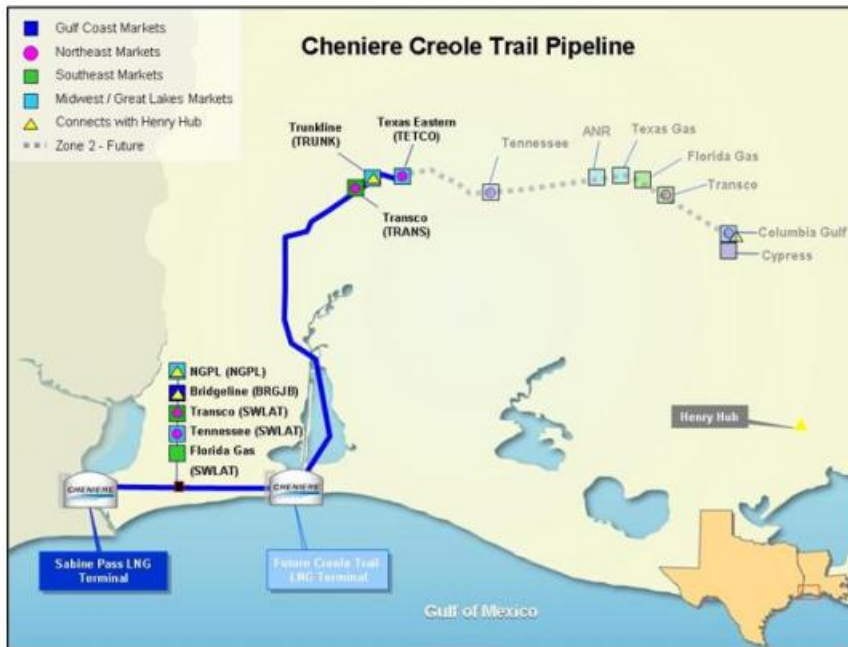 Gulf Coast Markets
Northeast Markets
Southeast Markets
Midwest / Great Lakes Markets
Connects with Henry Hub
Zone 2 - Future
Cheniere Creole Trail Pipeline
Trunkline
(TRUNK)
Texas Eastern
(TETCO)
Transco
(TRANS)
Tennessee
ANR
Texas Gas
Florida Gas
Transco
Columbia Gulf
Cypress
NGPL (NGPL)
Bridgeline (BRGJB)
Transco (SWLAT)
Tennessee (SWLAT)
Florida Gas
(SWLAT)
Henry Hub
CHENIERE
CHENIERE
Sabine Pass LNG
Terminal
Future Creole Trail
LNG Terminal
Gulf of Mexico